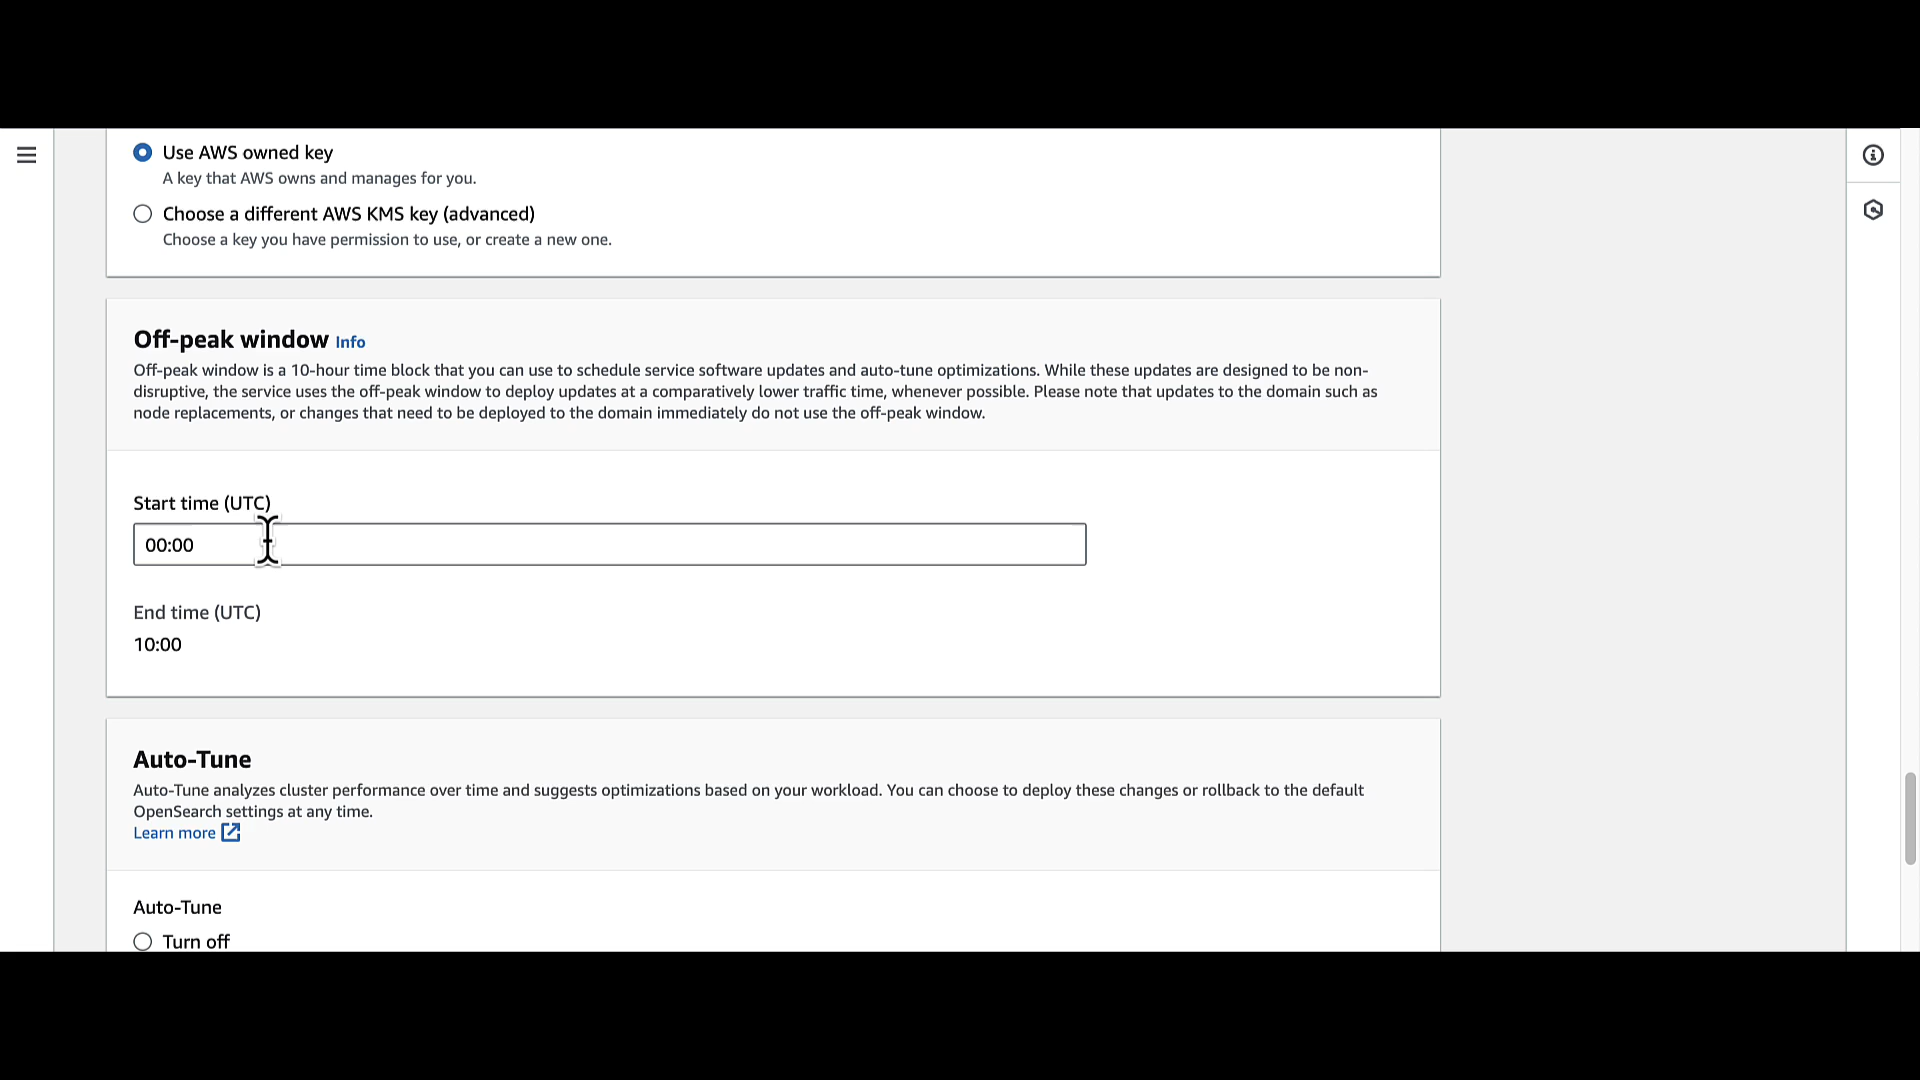 Use AWS owned key
A key that AWS owns and manages for you.
Choose a different AWS KMS key (advanced)
Choose a key you have permission to use, or create a new one.
Off-peak window Info
Off-peak window is a 10-hour time block that you can use to schedule service software updates and auto-tune optimizations. While these updates are designed to be non-
disruptive, the service uses the off-peak window to deploy updates at a comparatively lower traffic time, whenever possible. Please note that updates to the domain such as
node replacements, or changes that need to be deployed to the domain immediately do not use the off-peak window.
Start time (UTC)
00:00
End time (UTC)
10:00
Auto-Tune
Auto-Tune analyzes cluster performance over time and suggests optimizations based on your workload. You can choose to deploy these changes or rollback to the default
OpenSearch settings at any time.
Learn more
Auto-Tune
Turn off